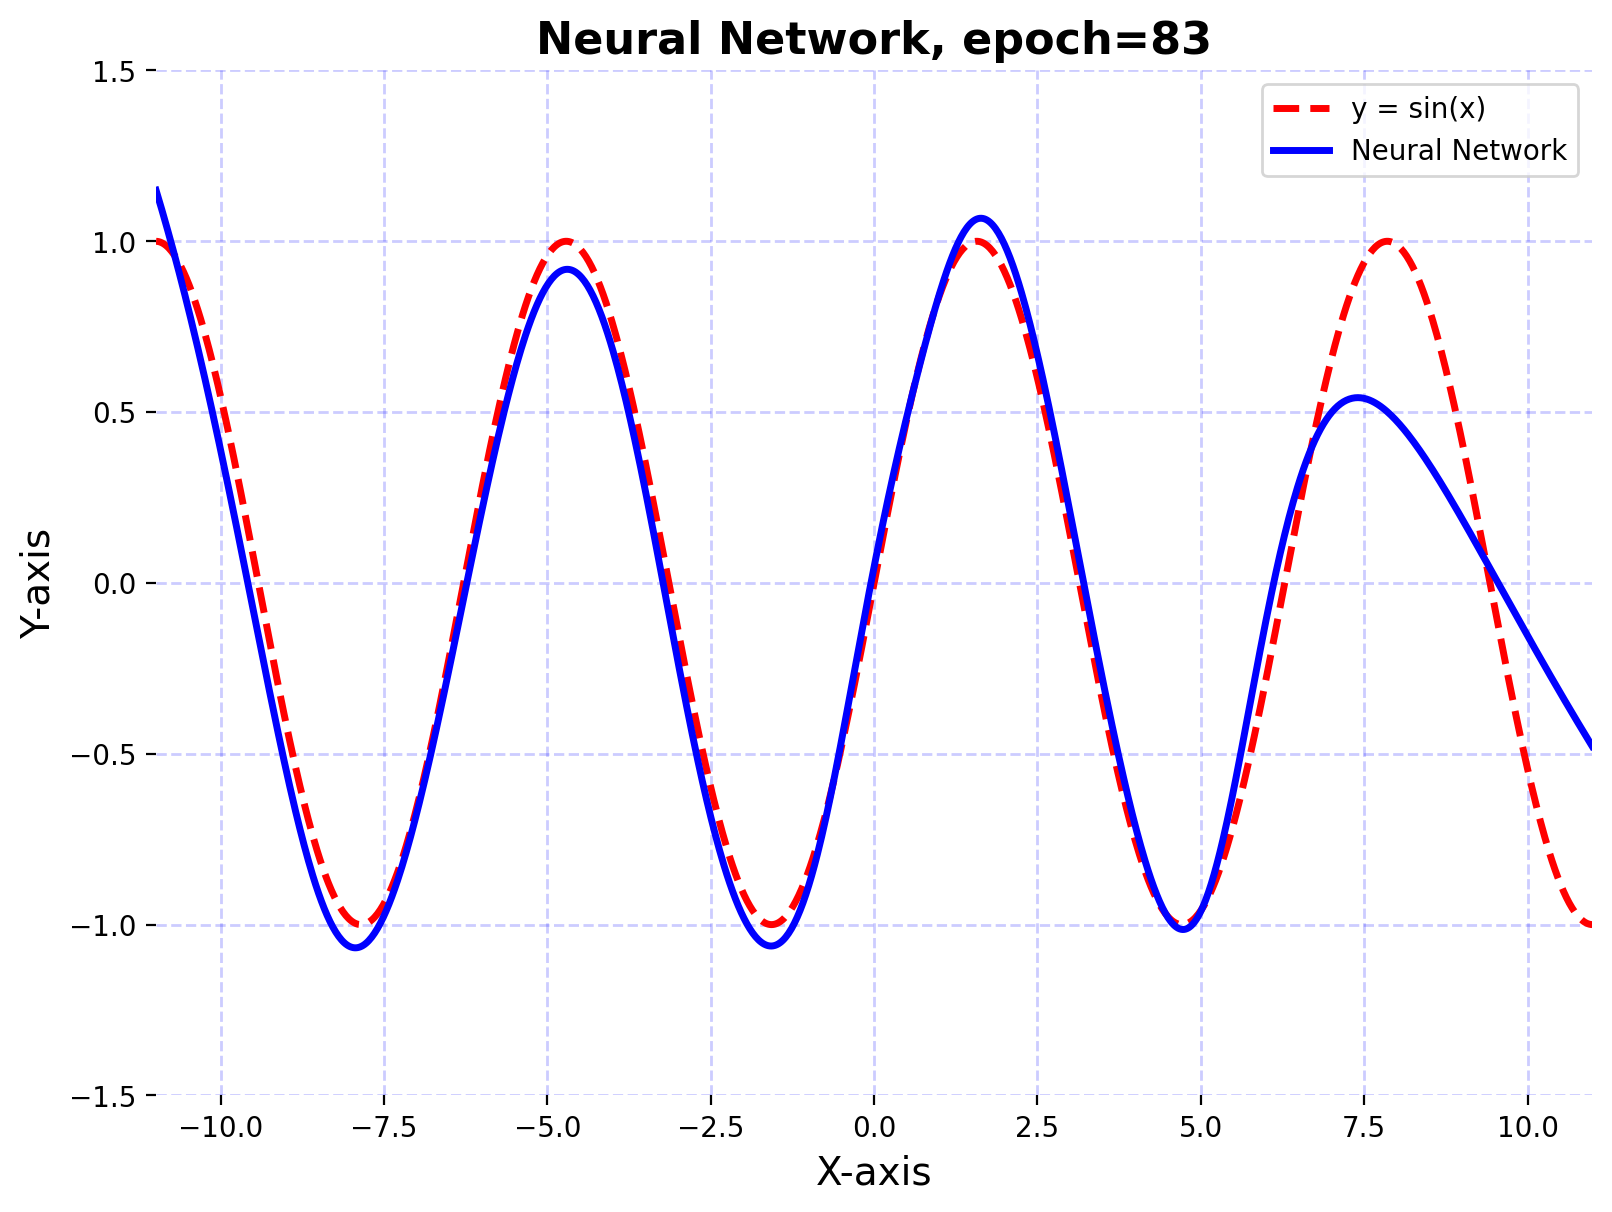 Neural Network, epoch=83
y = sin(x)
Neural Network
Y-axis
1.5
1.0
0.5
0.0
−0.5
−1.0
−1.5
−10.0 −7.5 −5.0 −2.5 0.0 2.5 5.0 7.5 10.0
X-axis